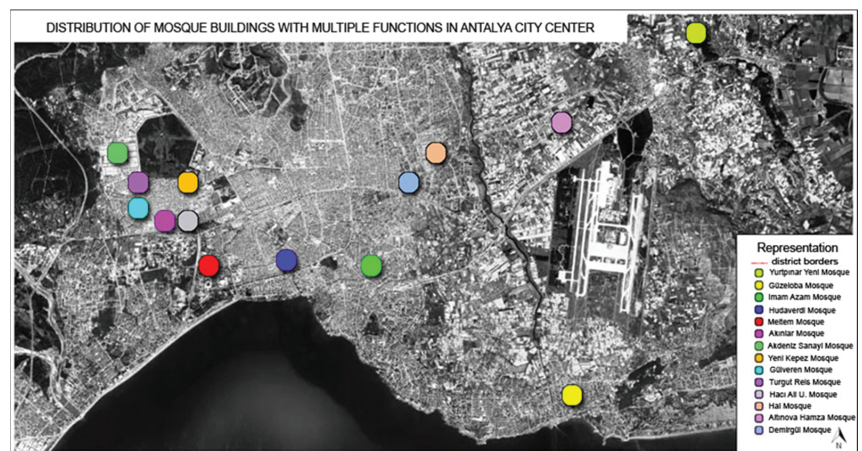 DISTRIBUTION OF MOSQUE BUILDINGS WITH MULTIPLE FUNCTIONS IN ANTALYA CITY CENTER
Representation
district borders
Yurtpınar Yeni Mosque
Güzeloba Mosque
Imam Azam Mosque
Hudaverdi Mosque
Meltem Mosque
Akınlar Mosque
Akdeniz Sanayi Mosque
Yeni Kepez Mosque
Gülveren Mosque
Turgut Reis Mosque
Hacı Ali U. Mosque
Hal Mosque
Altınova Hamza Mosque
Demirgül Mosque
N